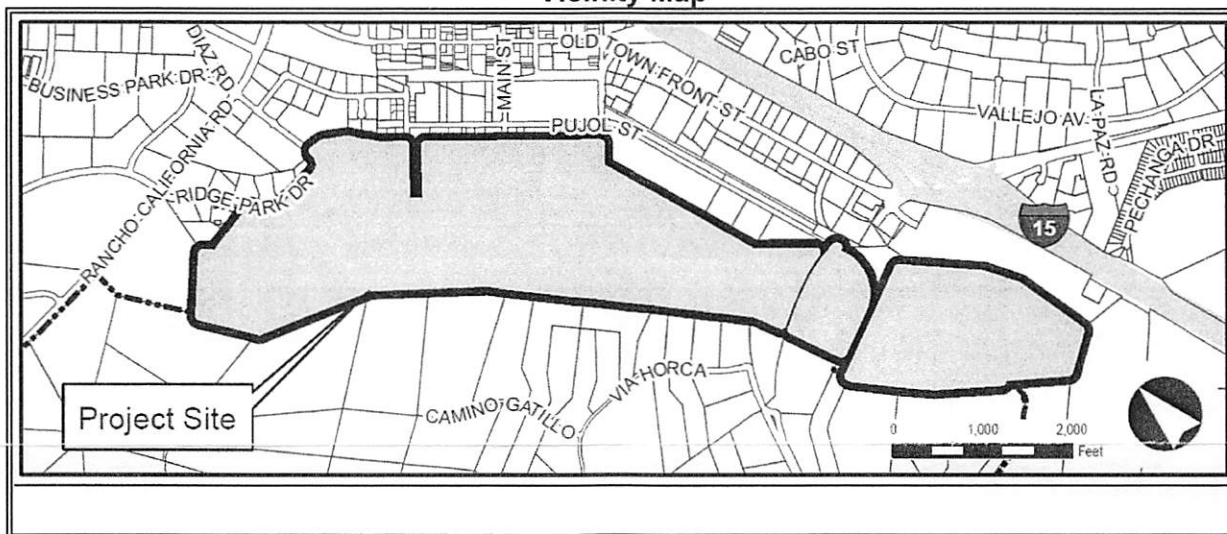 Vicinity Map
BUSINESS PARK DR
DIAZ RD
RANCHO CALIFORNIA RD
RIDGE PARK DR
MAIN ST
OLD TOWN FRONT ST
PUJOL ST
CABO ST
VALLEJO AV
LA PAZ RD
PECHANGA DR
15
Project Site
CAMINO GATILLO
VIA HORCA
0 1,000 2,000
Feet